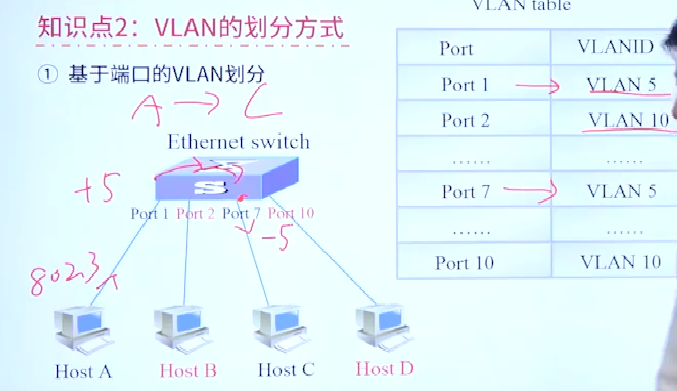 VLAN table
知识点2：VLAN的划分方式
① 基于端口的VLAN划分
A → C
Ethernet switch
+5
Port 1 Port 2 Port 7 Port 10
-5
802.3
Host A Host B Host C Host D
Port VLANID
Port 1 → VLAN 5
Port 2 VLAN 10
...... ......
Port 7 → VLAN 5
...... ......
Port 10 VLAN 10